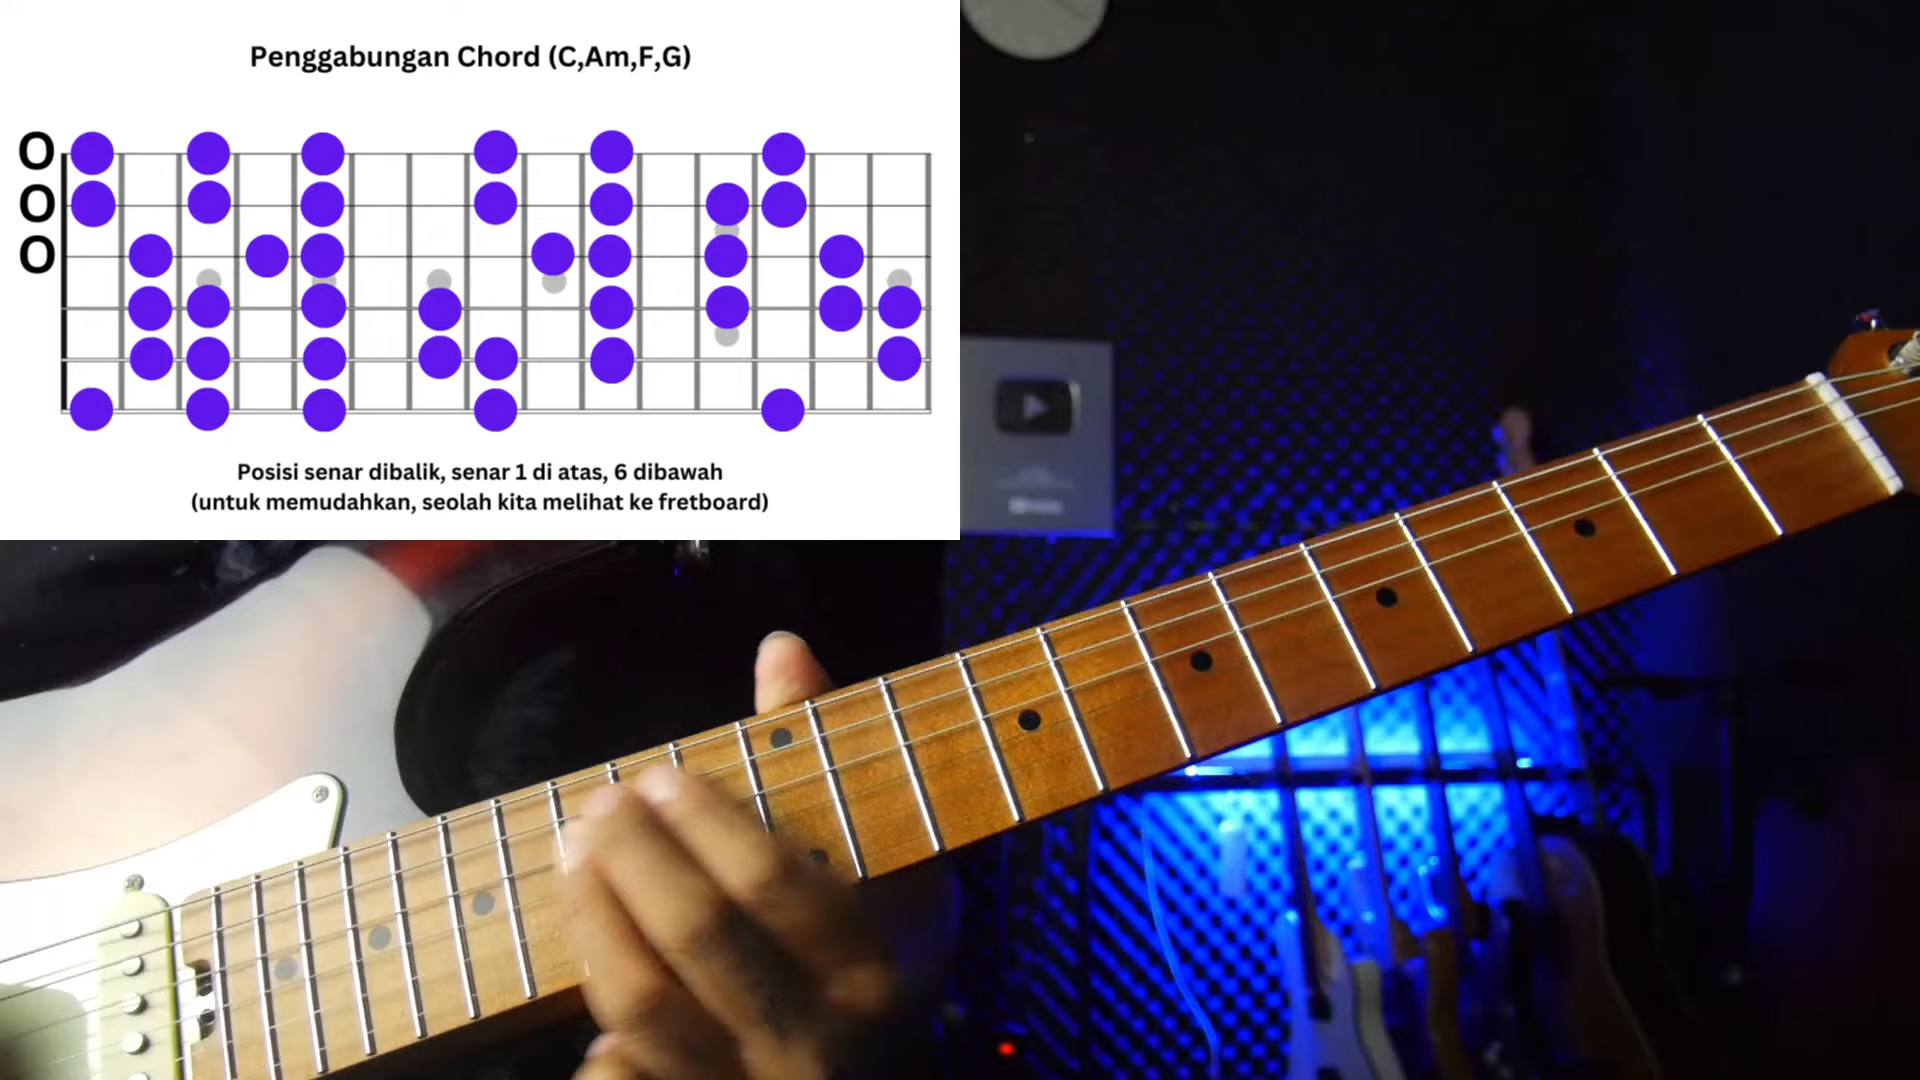 Penggabungan Chord (C,Am,F,G)
O
O
O
Posisi senar dibalik, senar 1 di atas, 6 dibawah
(untuk memudahkan, seolah kita melihat ke fretboard)